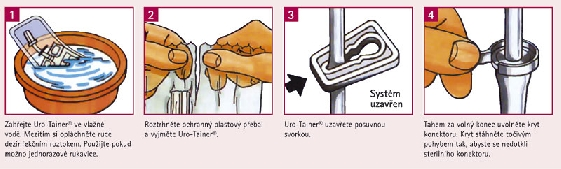 1
Zahřejte Uro-Tainer® ve vlažné
vodě. Mezitím si opláchněte ruce
dezinfekčním roztokem. Použijte pokud
možno jednorázové rukavice.
2
Roztrhněte ochranný plastový přebal
a vyjměte Uro-Tainer®.
3
Systém
uzavřen
Uro-Tainer® uzavřete posuvnou
svorkou.
4
Tahem za volný konec uvolněte kryt
konektoru. Kryt stáhněte točivým
pohybem tak, abyste se nedotkli
sterilního konektoru.